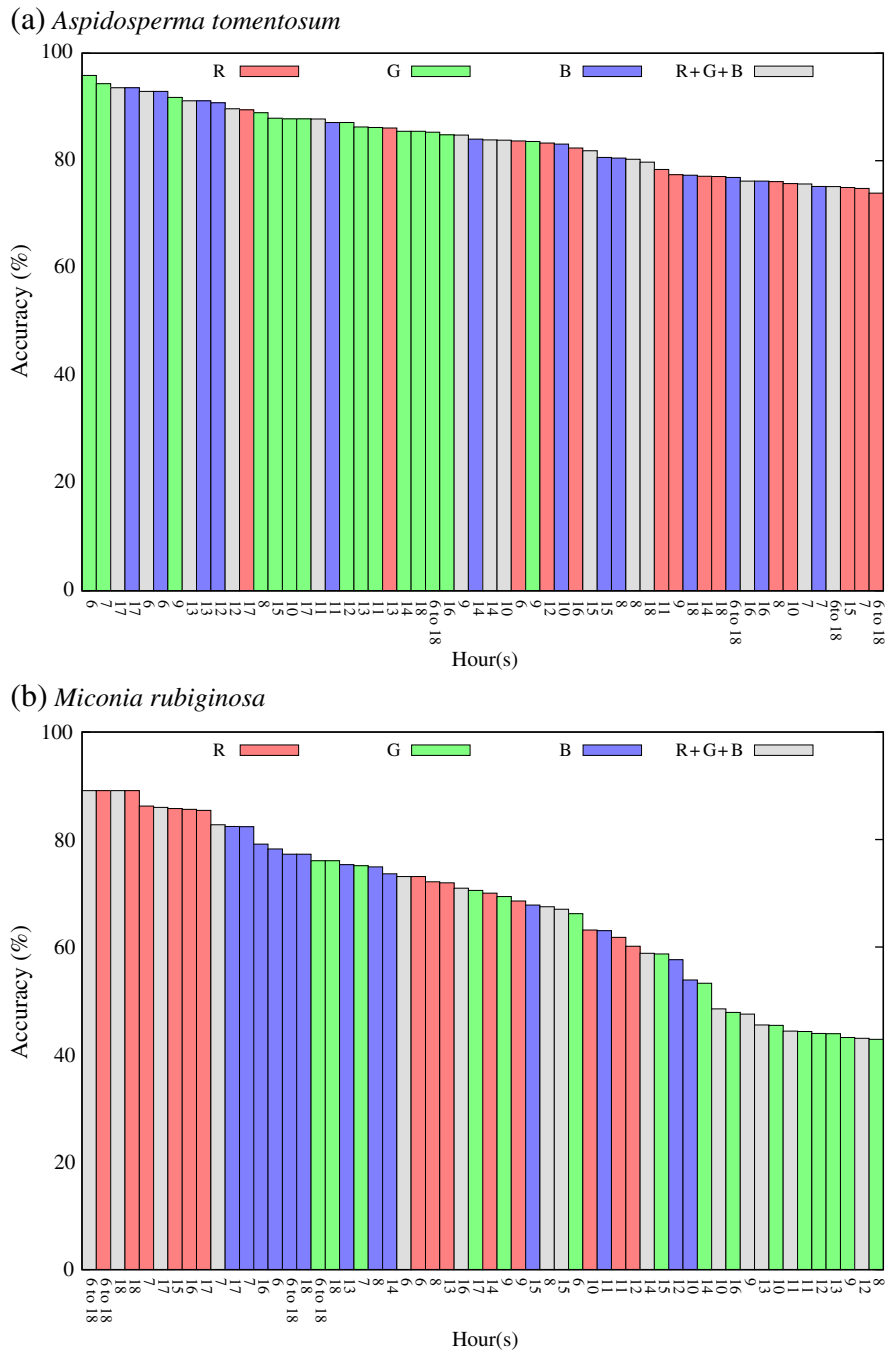 (a) Aspidosperma tomentosum
R G B R+G+B
100
80
60
40
20
0
Accuracy (%)
6 7 17 17 6 6 9 13 13 12 12 17 8 15 10 17 11 11 12 13 11 13 14 18 6 to 18 16 9 14 14 10 6 9 12 10 16 15 15 8 8 18 11 9 18 14 18 6 to 18 16 16 8 10 7 7 6 to 18 15 7 6 to 18
Hour(s)
(b) Miconia rubiginosa
R G B R+G+B
100
80
60
40
20
0
Accuracy (%)
6 to 18 6 to 18 18 18 7 17 15 16 17 7 17 7 16 6 6 to 18 18 6 to 18 18 13 7 8 14 6 6 8 13 16 17 14 9 9 15 8 15 6 10 11 11 12 14 15 12 10 14 10 16 9 13 10 11 11 12 13 9 12 8
Hour(s)